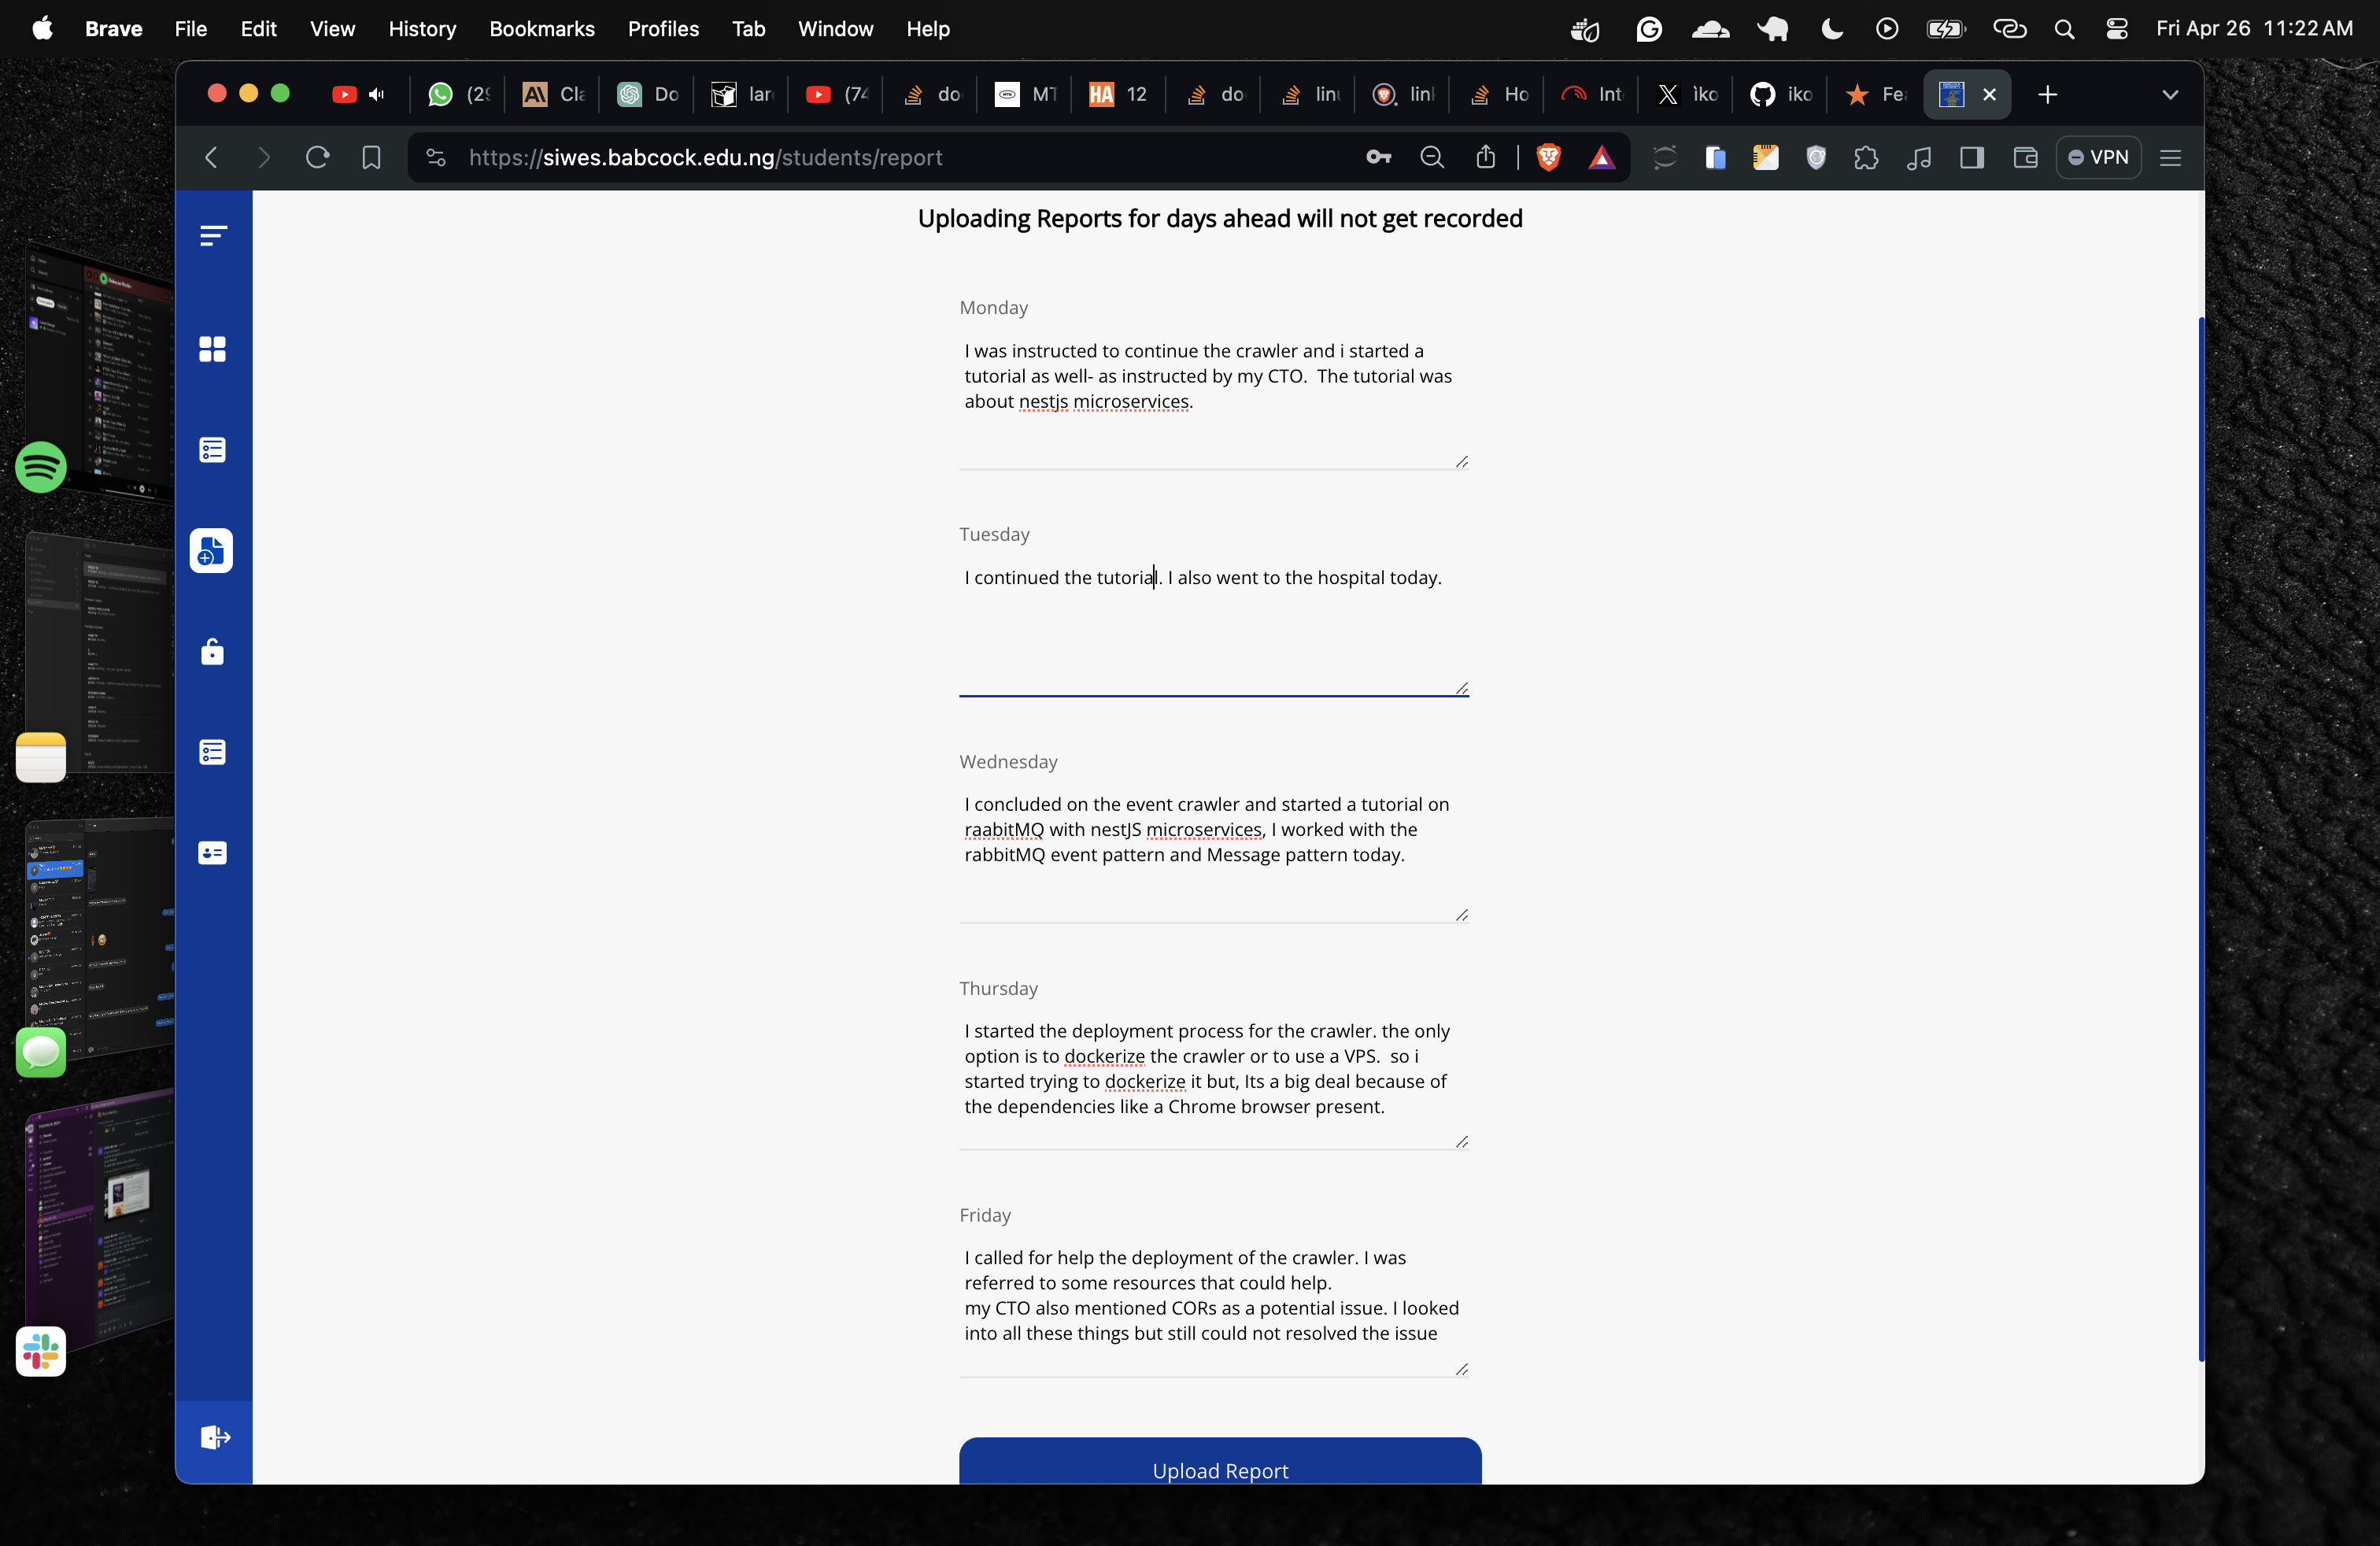 Brave File Edit View History Bookmarks Profiles Tab Window Help Fri Apr 26 11:22 AM
(29 Cla Do lar (74 do MT HA 12 do linu link Ho Int iko iko Fea
https://siwes.babcock.edu.ng/students/report VPN
Uploading Reports for days ahead will not get recorded
Monday
I was instructed to continue the crawler and i started a
tutorial as well- as instructed by my CTO.  The tutorial was
about nestjs microservices.
Tuesday
I continued the tutorial. I also went to the hospital today.
Wednesday
I concluded on the event crawler and started a tutorial on
raabitMQ with nestJS microservices, I worked with the
rabbitMQ event pattern and Message pattern today.
Thursday
I started the deployment process for the crawler. the only
option is to dockerize the crawler or to use a VPS.  so i
started trying to dockerize it but, Its a big deal because of
the dependencies like a Chrome browser present.
Friday
I called for help the deployment of the crawler. I was
referred to some resources that could help.
my CTO also mentioned CORs as a potential issue. I looked
into all these things but still could not resolved the issue
Upload Report